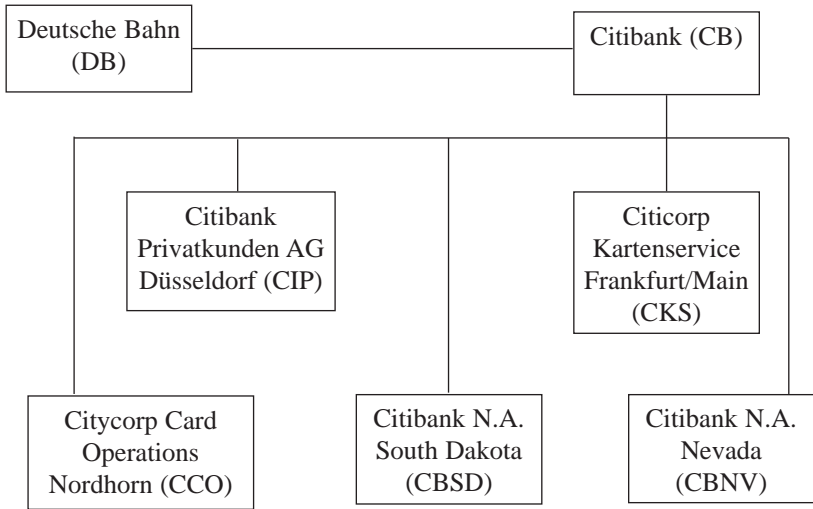 Deutsche Bahn
(DB)
Citibank (CB)
Citibank
Privatkunden AG
Düsseldorf (CIP)
Citicorp
Kartenservice
Frankfurt/Main
(CKS)
Citycorp Card
Operations
Nordhorn (CCO)
Citibank N.A.
South Dakota
(CBSD)
Citibank N.A.
Nevada
(CBNV)